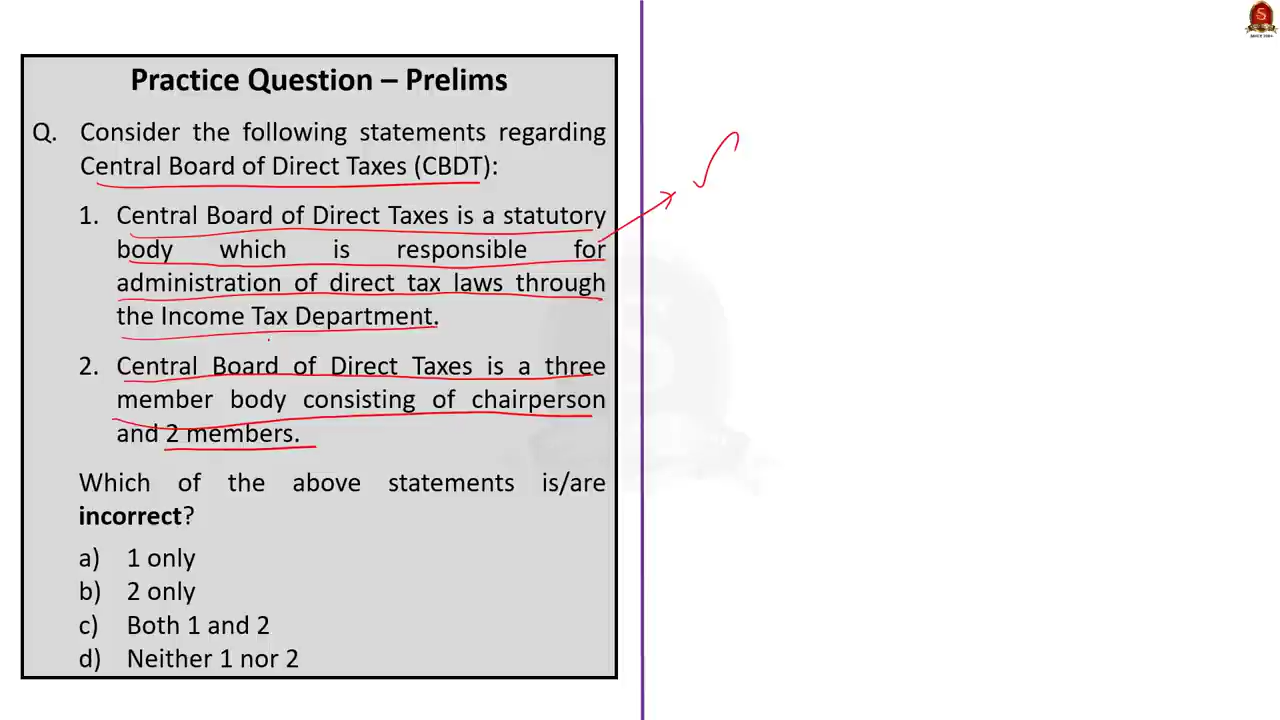 Practice Question – Prelims
Q. Consider the following statements regarding
Central Board of Direct Taxes (CBDT):
1. Central Board of Direct Taxes is a statutory
body which is responsible for
administration of direct tax laws through
the Income Tax Department.
2. Central Board of Direct Taxes is a three
member body consisting of chairperson
and 2 members.
Which of the above statements is/are
incorrect?
a) 1 only
b) 2 only
c) Both 1 and 2
d) Neither 1 nor 2